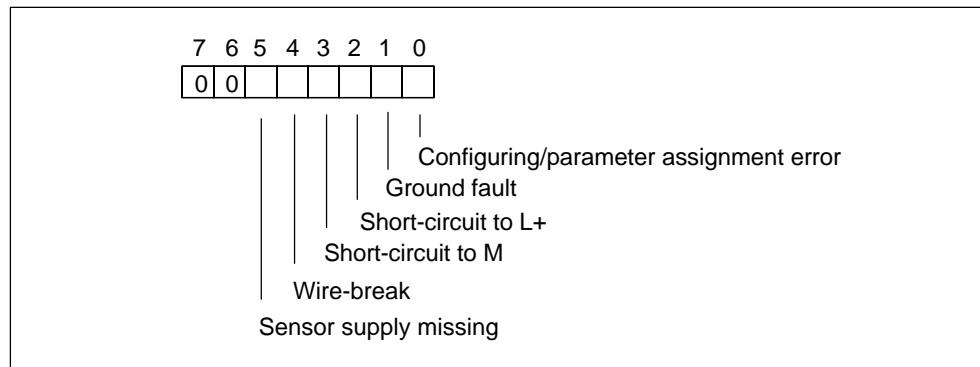 7 6 5 4 3 2 1 0
0 0
Configuring/parameter assignment error
Ground fault
Short-circuit to L+
Short-circuit to M
Wire-break
Sensor supply missing